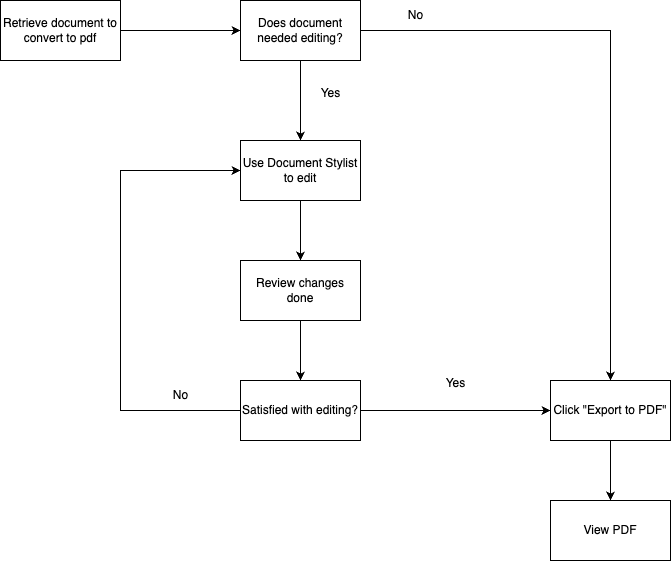 Retrieve document to
convert to pdf
Does document
needed editing?
No
Yes
Use Document Stylist
to edit
Review changes
done
No
Satisfied with editing?
Yes
Click "Export to PDF"
View PDF